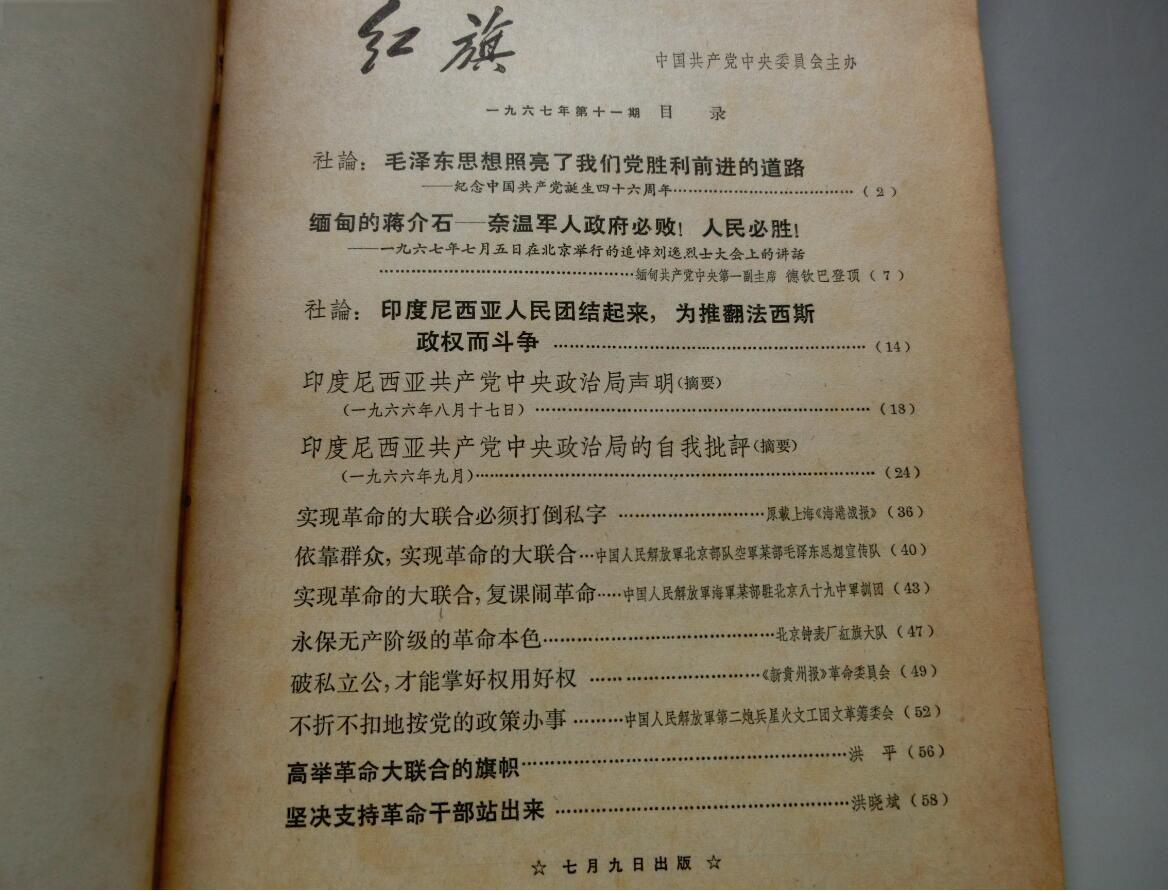 红旗
中国共产党中央委員会主办
一九六七年第十一期 目 录
社論：毛泽东思想照亮了我们党胜利前进的道路
——紀念中国共产党誕生四十六周年……………………………（2）
缅甸的蒋介石——奈温军人政府必败！人民必胜！
——一九六七年七月五日在北京举行的追悼刘逸烈士大会上的讲話
………………………………………缅甸共产党中央第一副主席 德钦巴登顶（7）
社論：印度尼西亚人民团结起来，为推翻法西斯
政权而斗争……………………………………………………（14）
印度尼西亚共产党中央政治局声明（摘要）
（一九六六年八月十七日）……………………………………………………（18）
印度尼西亚共产党中央政治局的自我批評（摘要）
（一九六六年九月）……………………………………………………………（24）
实现革命的大联合必须打倒私字……………………原載上海《海港战报》（36）
依靠群众，实现革命的大联合…中国人民解放軍北京部队空軍某部毛泽东思想宣传队（40）
实现革命的大联合，复课闹革命……中国人民解放軍海軍某部駐北京八十九中軍訓团（43）
永保无产阶级的革命本色…………………………………北京钟表厂紅旗大队（47）
破私立公，才能掌好权用好权…………………………《新貴州报》革命委員会（49）
不折不扣地按党的政策办事………中国人民解放軍第二炮兵星火文工团文革筹委会（52）
高举革命大联合的旗帜…………………………………………………洪 平（56）
坚决支持革命干部站出来………………………………………………洪晓斌（58）
☆ 七月九日出版 ☆